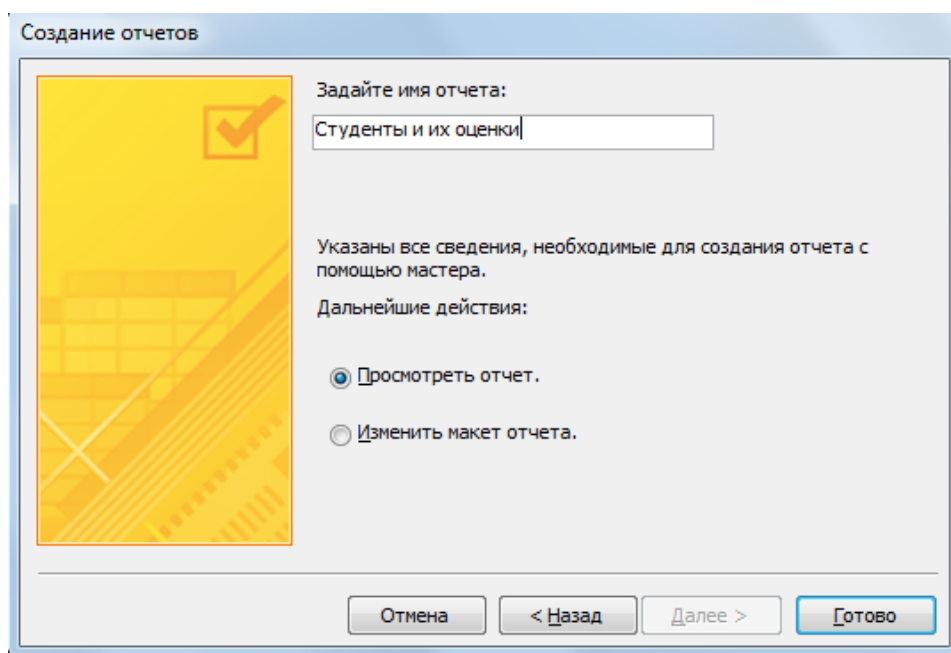 Создание отчетов
Задайте имя отчета:
Студенты и их оценки
Указаны все сведения, необходимые для создания отчета с
помощью мастера.
Дальнейшие действия:
Просмотреть отчет.
Изменить макет отчета.
Отмена < Назад Далее > Готово